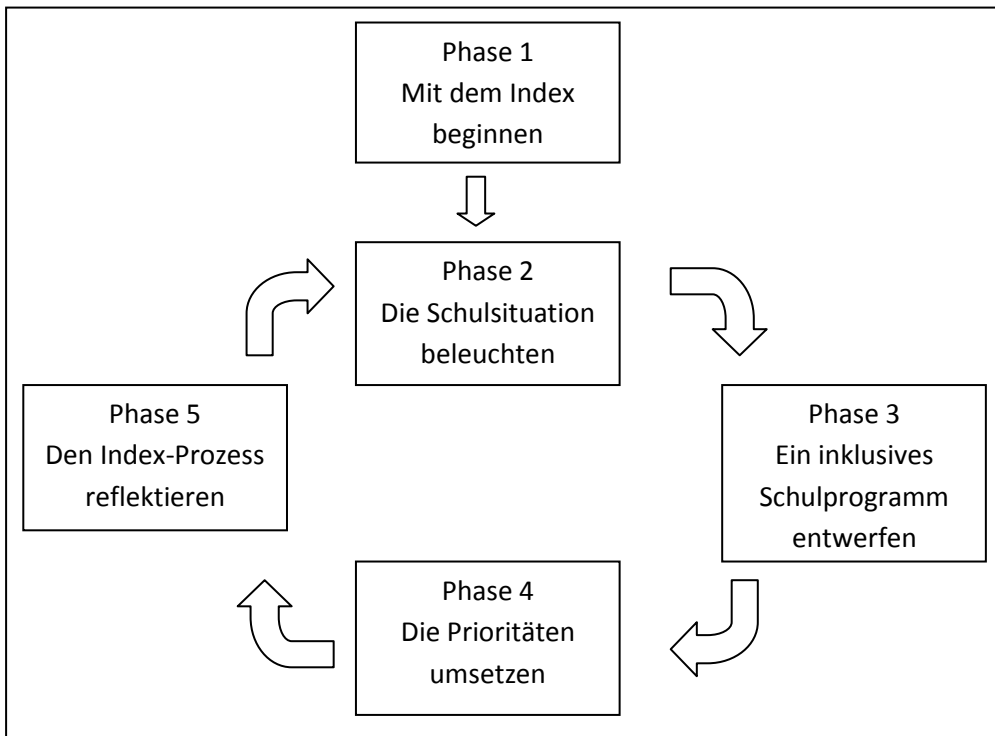 Phase 1
Mit dem Index
beginnen
Phase 2
Die Schulsituation
beleuchten
Phase 3
Ein inklusives
Schulprogramm
entwerfen
Phase 4
Die Prioritäten
umsetzen
Phase 5
Den Index-Prozess
reflektieren